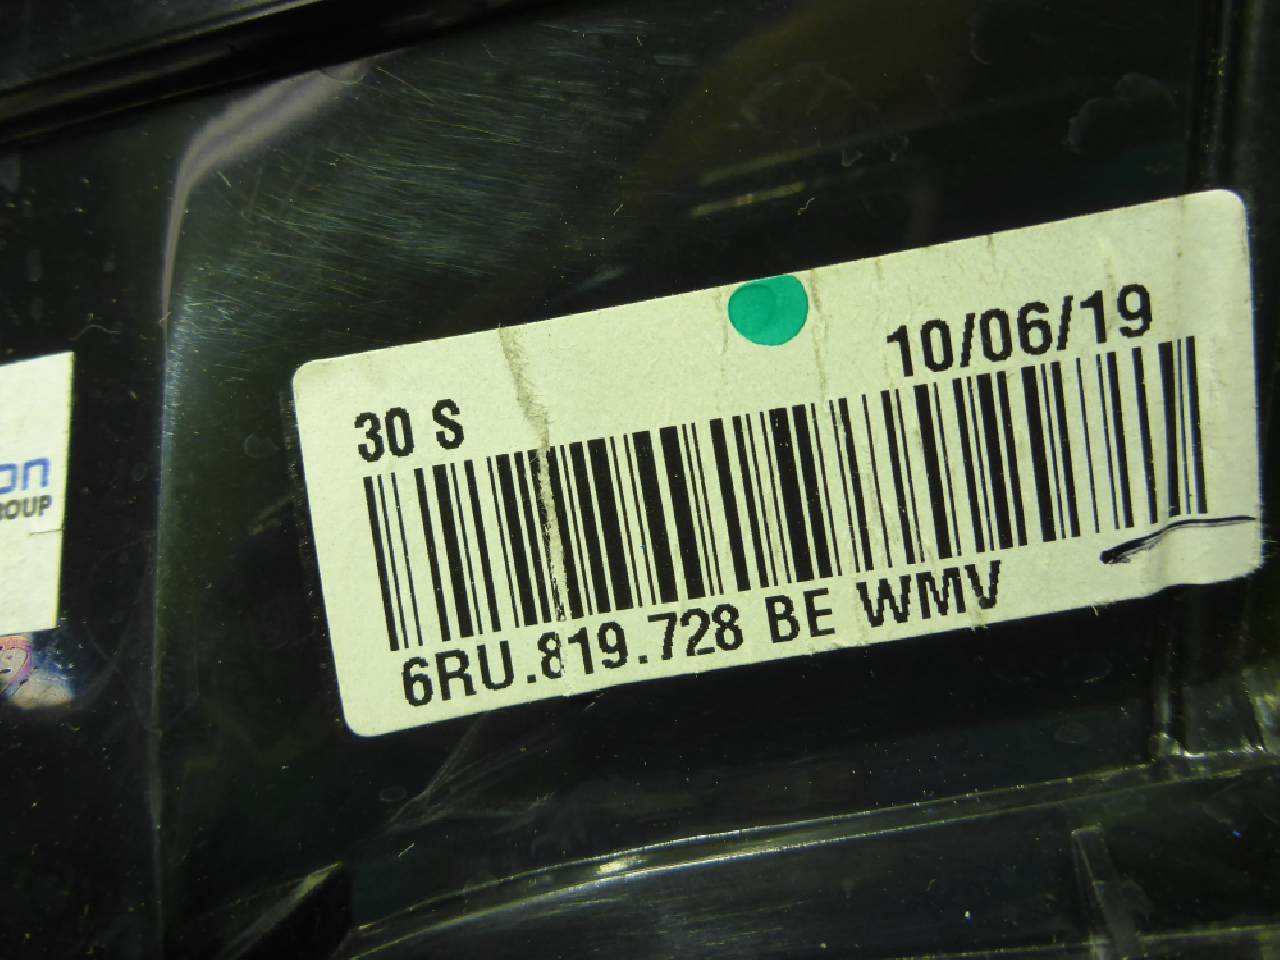 10/06/19
30 S
6RU.819.728 BE WMV
on
ROUP